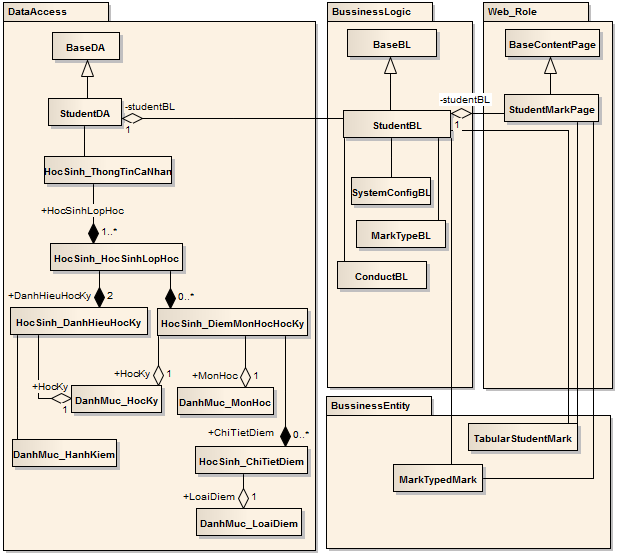 DataAccess
BaseDA
StudentDA
-studentBL
1
HocSinh_ThongTinCaNhan
+HocSinhLopHoc
1..*
HocSinh_HocSinhLopHoc
+DanhHieuHocKy
2
0..*
HocSinh_DanhHieuHocKy
HocSinh_DiemMonHocHocKy
+HocKy
1
+HocKy
1
+MonHoc
1
DanhMuc_HocKy
DanhMuc_MonHoc
+ChiTietDiem
0..*
DanhMuc_HanhKiem
HocSinh_ChiTietDiem
+LoaiDiem
1
DanhMuc_LoaiDiem
BussinessLogic
BaseBL
StudentBL
SystemConfigBL
MarkTypeBL
ConductBL
Web_Role
BaseContentPage
-studentBL
1
StudentMarkPage
BussinessEntity
TabularStudentMark
MarkTypedMark